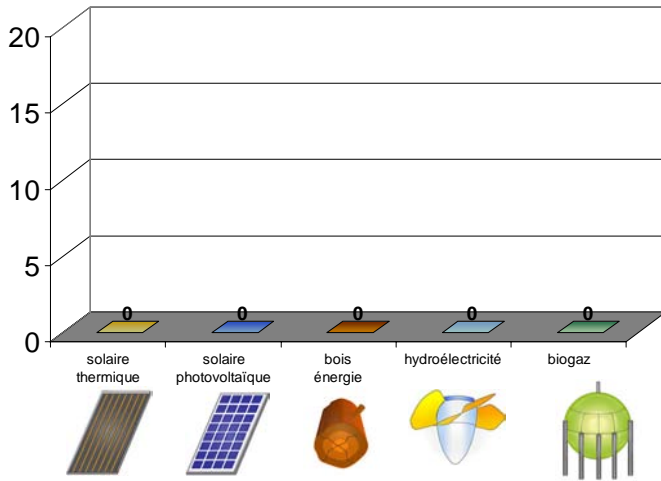 20
15
10
5
0
0 0 0 0 0
solaire thermique
solaire photovoltaïque
bois énergie
hydroélectricité
biogaz